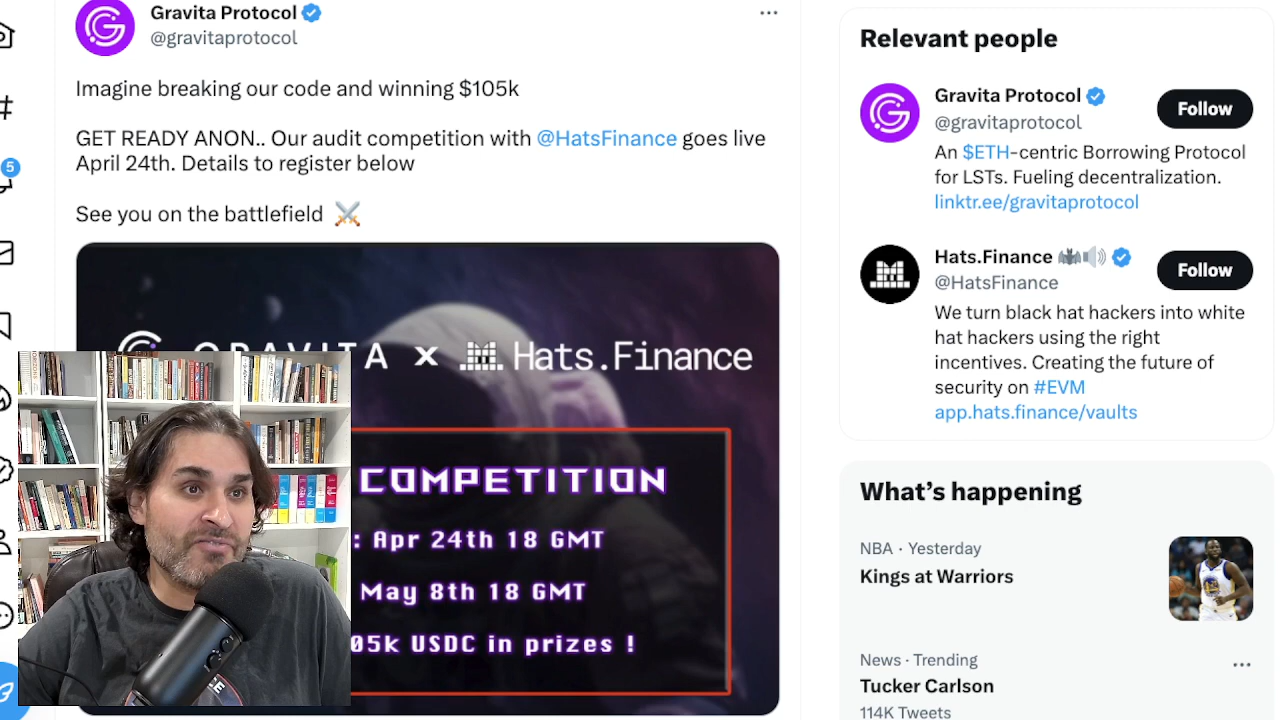 Gravita Protocol
@gravitaprotocol
Imagine breaking our code and winning $105k
GET READY ANON.. Our audit competition with @HatsFinance goes live
April 24th. Details to register below
See you on the battlefield
GRAVITA x Hats.Finance
COMPETITION
: Apr 24th 18 GMT
May 8th 18 GMT
05k USDC in prizes !
5
Relevant people
Gravita Protocol
Follow
@gravitaprotocol
An $ETH-centric Borrowing Protocol
for LSTs. Fueling decentralization.
linktr.ee/gravitaprotocol
Hats.Finance
Follow
@HatsFinance
We turn black hat hackers into white
hat hackers using the right
incentives. Creating the future of
security on #EVM
app.hats.finance/vaults
What's happening
NBA · Yesterday
Kings at Warriors
News · Trending
Tucker Carlson
114K Tweets